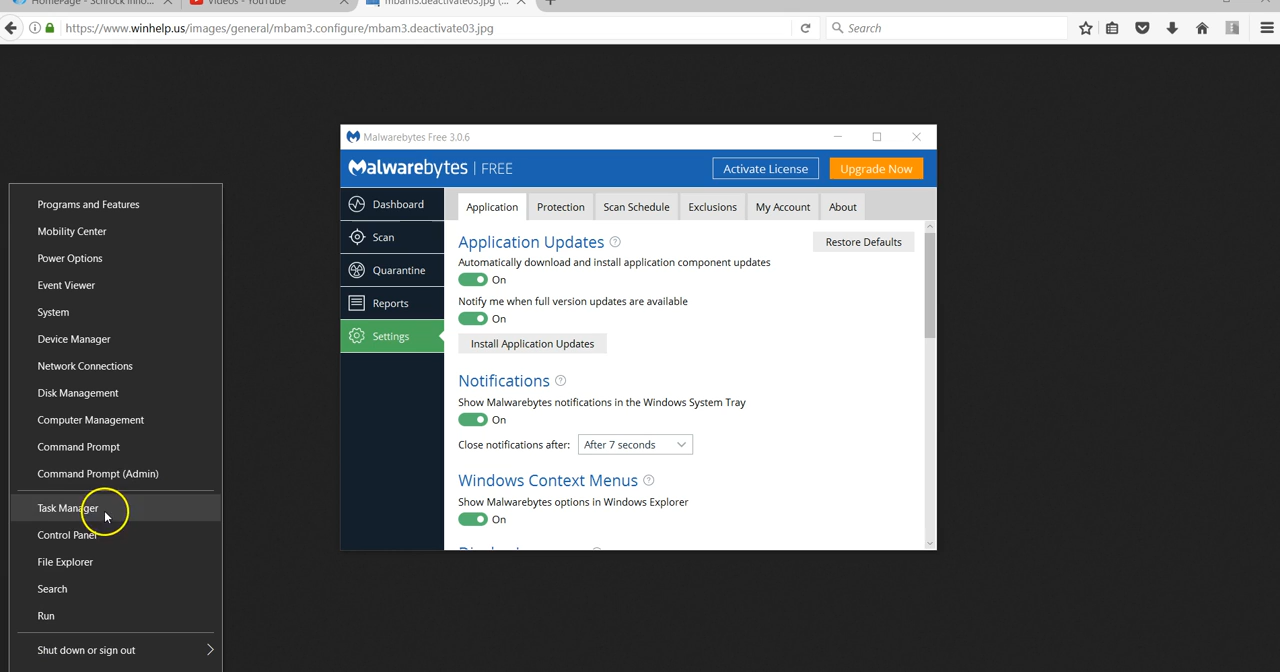 HomePage - Schrock Inno...
Videos - YouTube
mbam3.deactivate03.jpg (...
https://www.winhelp.us/images/general/mbam3.configure/mbam3.deactivate03.jpg
Search
Malwarebytes Free 3.0.6
Malwarebytes | FREE
Activate License
Upgrade Now
Dashboard
Scan
Quarantine
Reports
Settings
Application
Protection
Scan Schedule
Exclusions
My Account
About
Application Updates
Restore Defaults
Automatically download and install application component updates
On
Notify me when full version updates are available
On
Install Application Updates
Notifications
Show Malwarebytes notifications in the Windows System Tray
On
Close notifications after: After 7 seconds
Windows Context Menus
Show Malwarebytes options in Windows Explorer
On
Programs and Features
Mobility Center
Power Options
Event Viewer
System
Device Manager
Network Connections
Disk Management
Computer Management
Command Prompt
Command Prompt (Admin)
Task Manager
Control Panel
File Explorer
Search
Run
Shut down or sign out